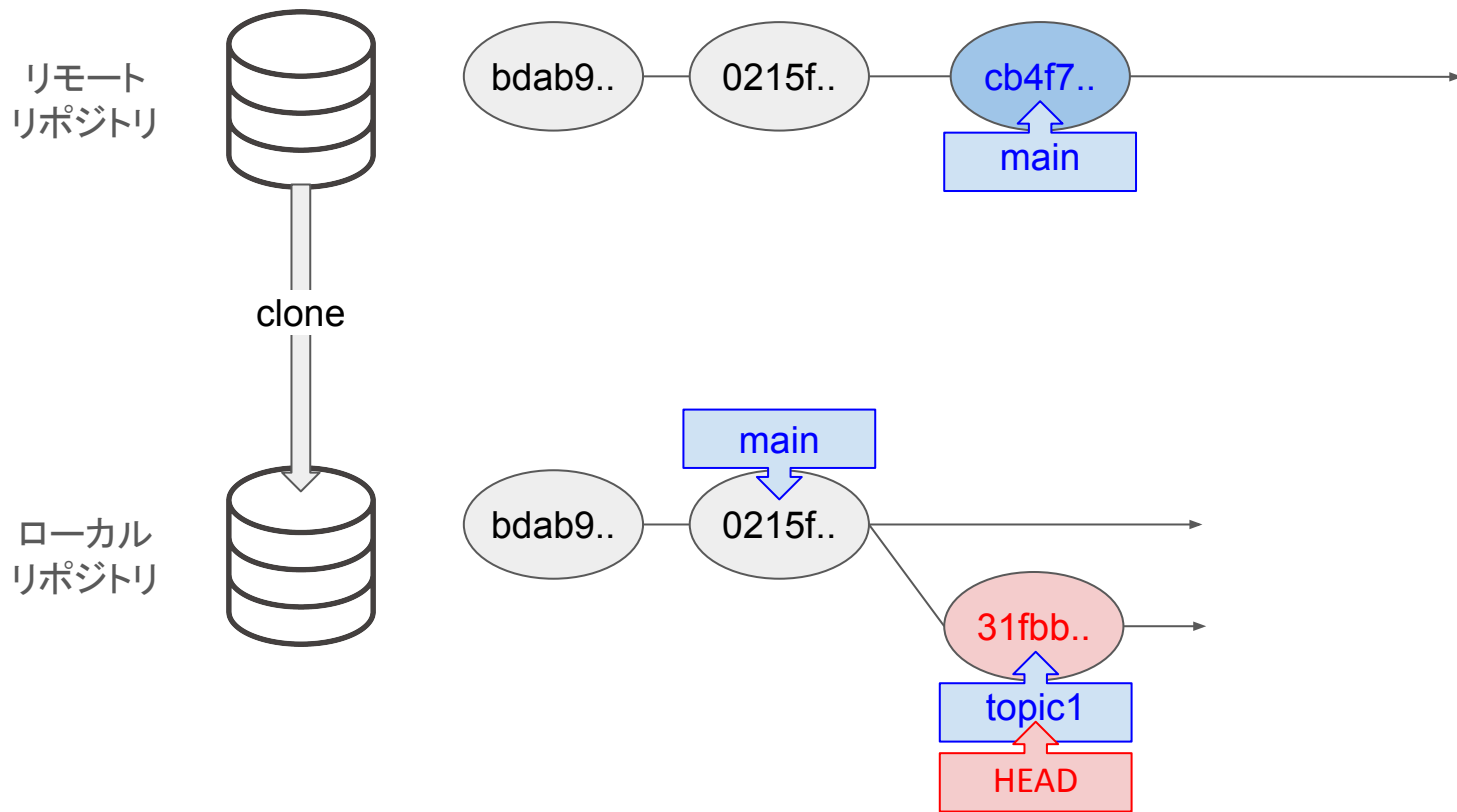 リモート
リポジトリ
bdab9..
0215f..
cb4f7..
main
clone
main
ローカル
リポジトリ
bdab9..
0215f..
31fbb..
topic1
HEAD